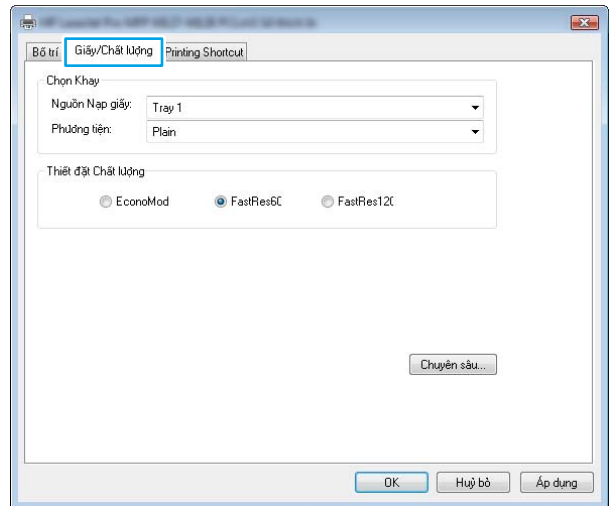 Bố trí Giấy/Chất lượng Printing Shortcut
Chọn Khay
Nguồn Nạp giấy: Tray 1
Phương tiện: Plain
Thiết đặt Chất lượng
EconoMod FastRes60 FastRes120
Chuyên sâu...
OK Huỷ bỏ Áp dụng